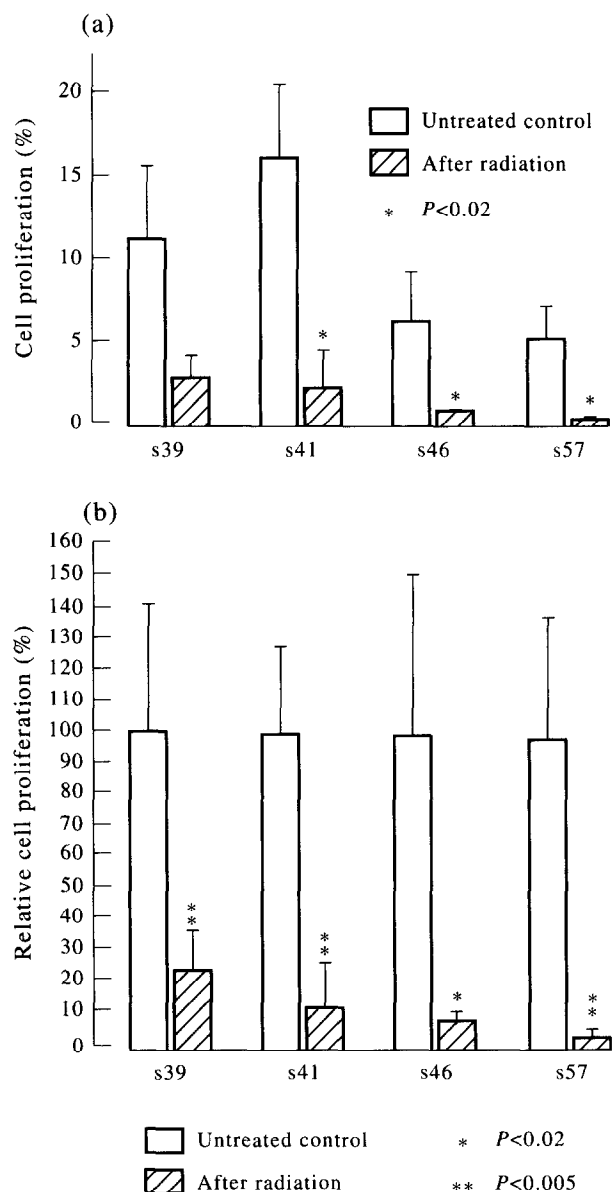 (a)
Cell proliferation (%)
20
15
10
5
0
Untreated control
After radiation
* P<0.02
*
*
*
s39 s41 s46 s57
(b)
Relative cell proliferation (%)
160
150
140
130
120
110
100
90
80
70
60
50
40
30
20
10
0
**
**
*
**
s39 s41 s46 s57
Untreated control * P<0.02
After radiation ** P<0.005